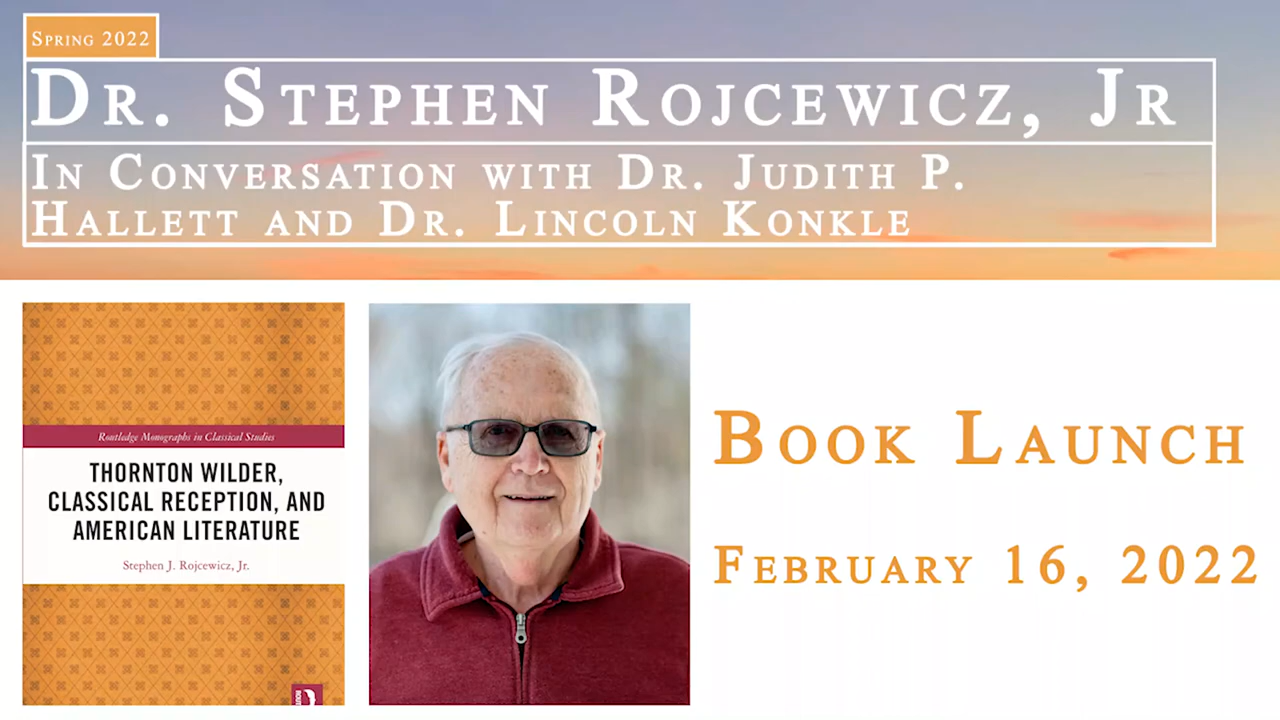 Spring 2022
Dr. Stephen Rojcewicz, Jr
In Conversation with Dr. Judith P.
Hallett and Dr. Lincoln Konkle
Routledge Monographs in Classical Studies
THORNTON WILDER,
CLASSICAL RECEPTION, AND
AMERICAN LITERATURE
Stephen J. Rojcewicz, Jr.
Book Launch
February 16, 2022